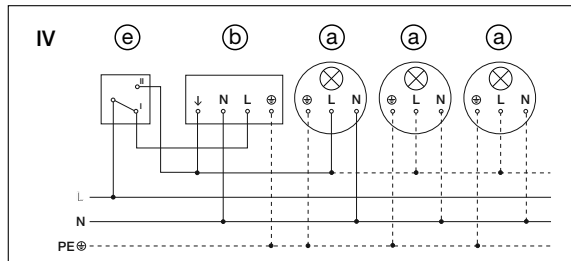 IV e b a a a
II
I
↓ N L ⏚ ⏚ L N ⏚ L N ⏚ L N
L
N
PE ⏚